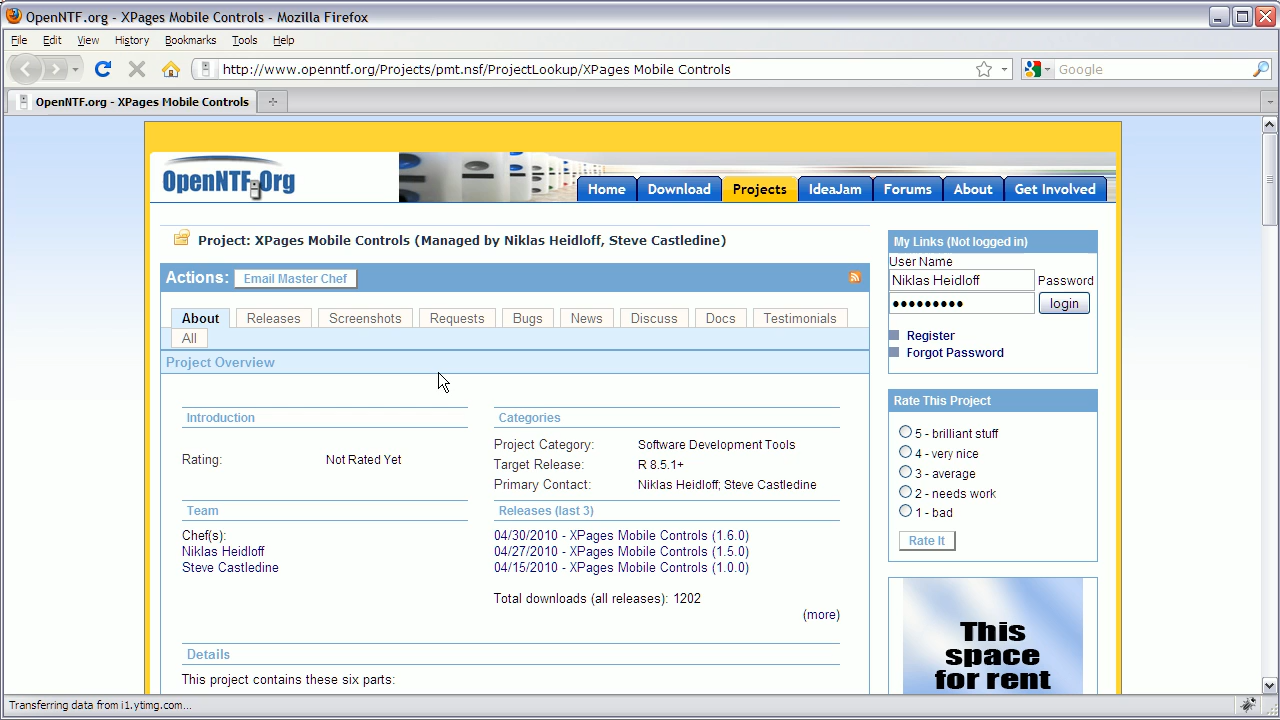 OpenNTF.org - XPages Mobile Controls - Mozilla Firefox
File Edit View History Bookmarks Tools Help
http://www.openntf.org/Projects/pmt.nsf/ProjectLookup/XPages Mobile Controls
Google
OpenNTF.org - XPages Mobile Controls
OpenNTF.Org
Home Download Projects IdeaJam Forums About Get Involved
Project: XPages Mobile Controls (Managed by Niklas Heidloff, Steve Castledine)
Actions: Email Master Chef
About Releases Screenshots Requests Bugs News Discuss Docs Testimonials
All
Project Overview
Introduction
Rating: Not Rated Yet
Categories
Project Category: Software Development Tools
Target Release: R 8.5.1+
Primary Contact: Niklas Heidloff; Steve Castledine
Team
Chef(s):
Niklas Heidloff
Steve Castledine
Releases (last 3)
04/30/2010 - XPages Mobile Controls (1.6.0)
04/27/2010 - XPages Mobile Controls (1.5.0)
04/15/2010 - XPages Mobile Controls (1.0.0)
Total downloads (all releases): 1202
(more)
Details
This project contains these six parts:
My Links (Not logged in)
User Name
Niklas Heidloff Password
●●●●●●●●● login
Register
Forgot Password
Rate This Project
5 - brilliant stuff
4 - very nice
3 - average
2 - needs work
1 - bad
Rate It
This
space
for rent
Transferring data from i1.ytimg.com...